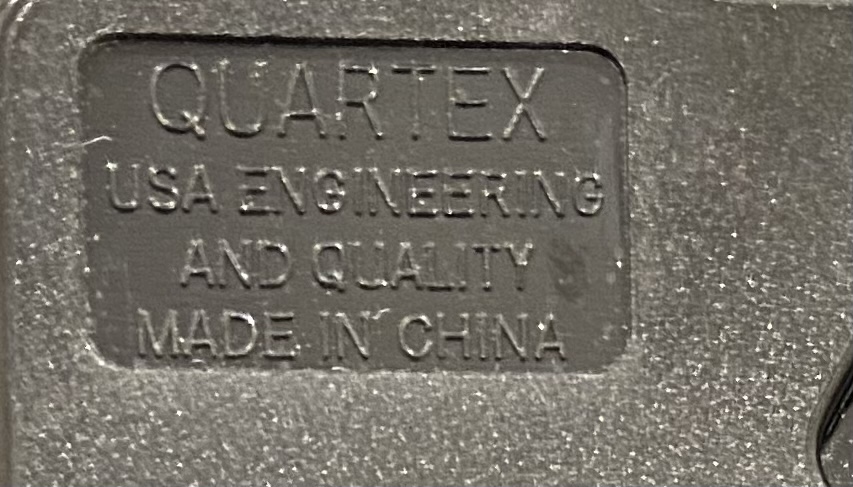 QUARTEX
USA ENGINEERING
AND QUALITY
MADE IN CHINA